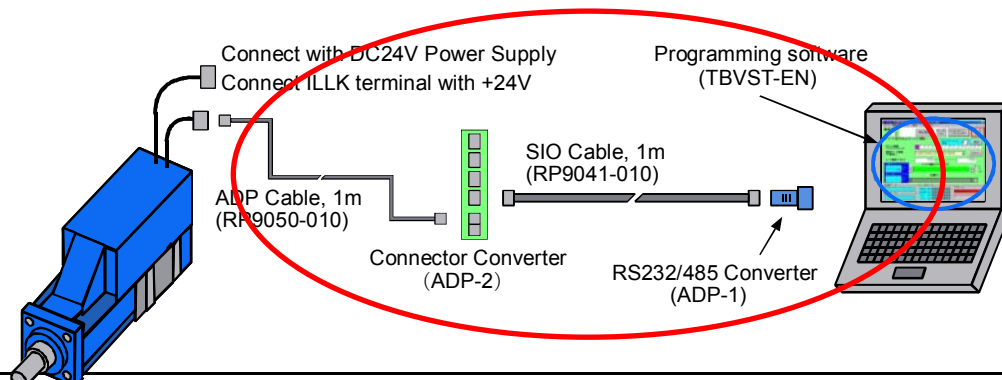 Connect with DC24V Power Supply
Connect ILLK terminal with +24V
Programming software
(TBVST-EN)
SIO Cable, 1m
(RP9041-010)
ADP Cable, 1m
(RP9050-010)
Connector Converter
（ADP-2）
RS232/485 Converter
(ADP-1)